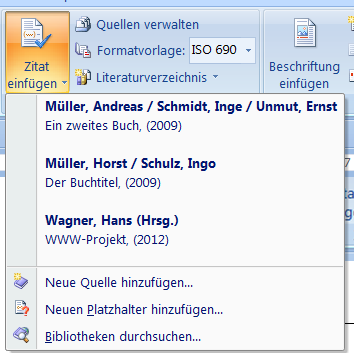 Zitat
einfügen
Quellen verwalten
Formatvorlage: ISO 690
Literaturverzeichnis
Beschriftung
einfügen
Müller, Andreas / Schmidt, Inge / Unmut, Ernst
Ein zweites Buch, (2009)
Müller, Horst / Schulz, Ingo
Der Buchtitel, (2009)
Wagner, Hans (Hrsg.)
WWW-Projekt, (2012)
Neue Quelle hinzufügen...
Neuen Platzhalter hinzufügen...
Bibliotheken durchsuchen...